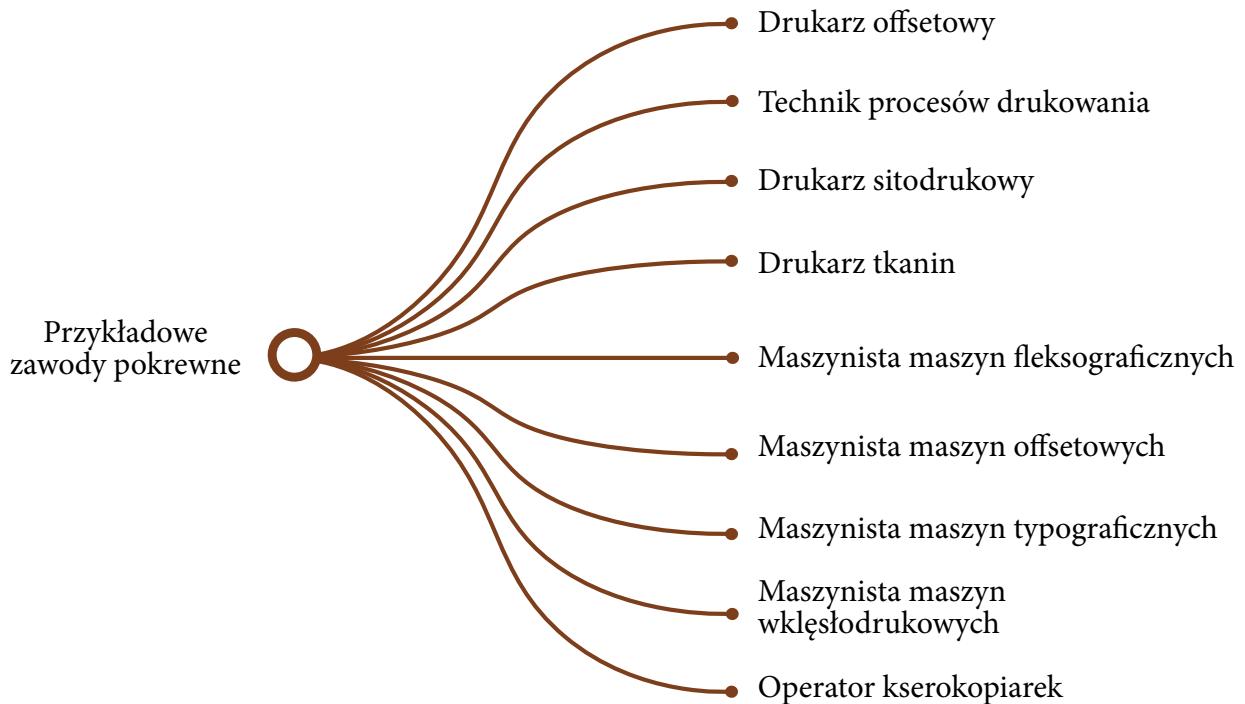 Przykładowe
zawody pokrewne
Drukarz offsetowy
Technik procesów drukowania
Drukarz sitodrukowy
Drukarz tkanin
Maszynista maszyn fleksograficznych
Maszynista maszyn offsetowych
Maszynista maszyn typograficznych
Maszynista maszyn
wklęsłodrukowych
Operator kserokopiarek